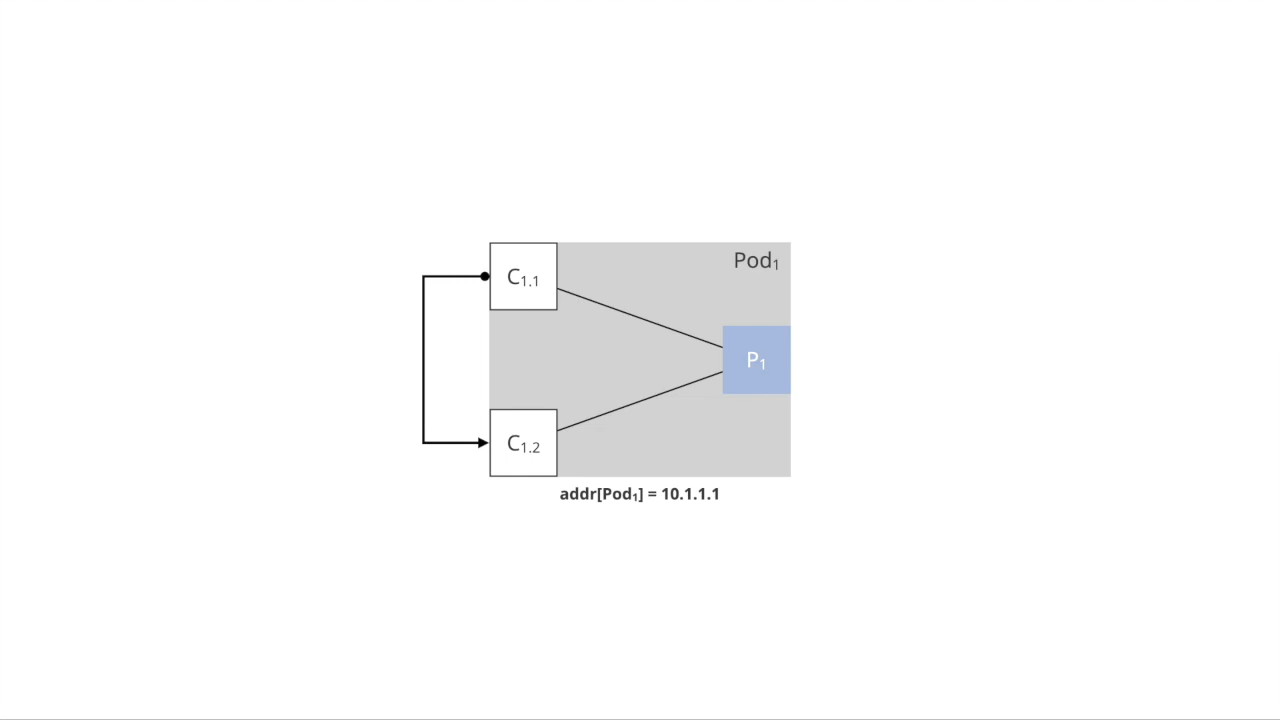 Pod₁
C₁.₁
P₁
C₁.₂
addr[Pod₁] = 10.1.1.1